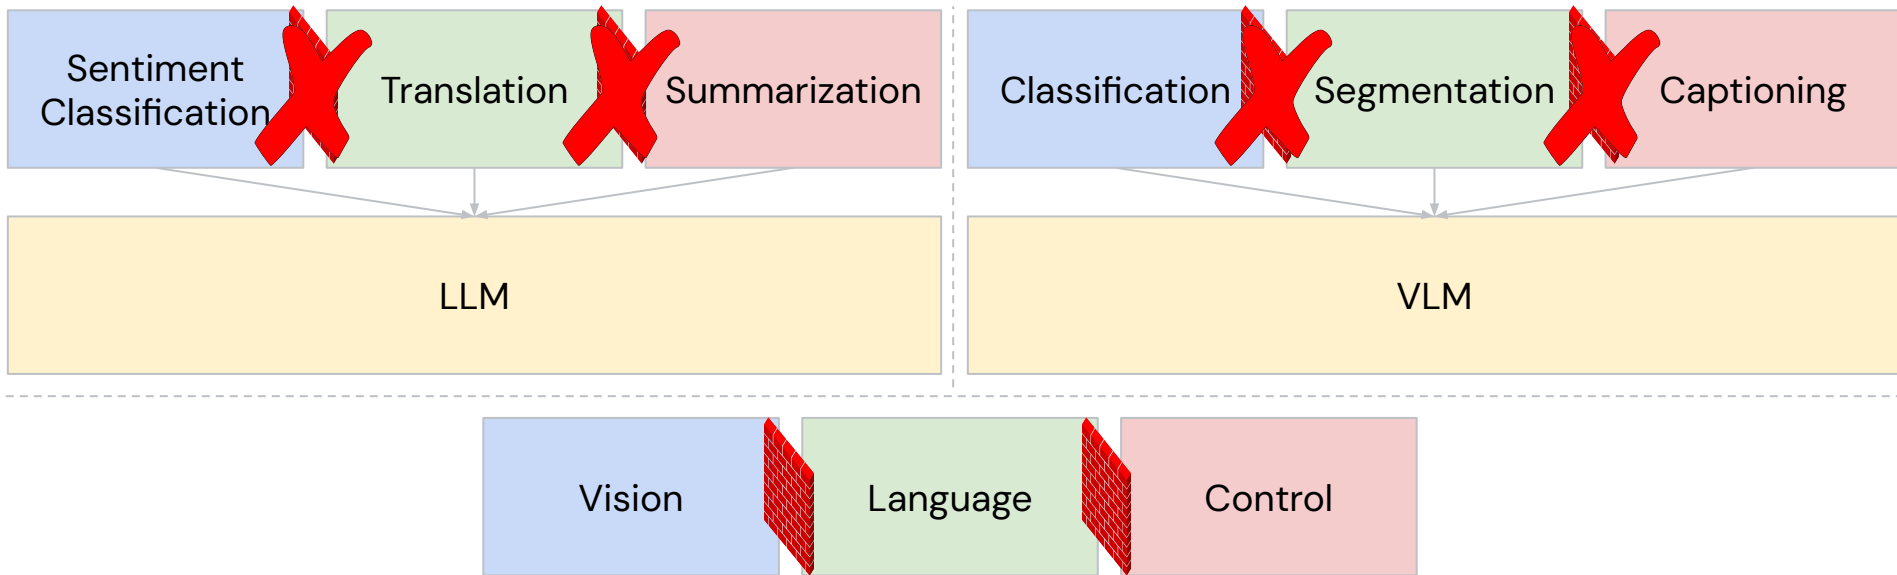 Sentiment
Classification
Translation
Summarization
Classification
Segmentation
Captioning
LLM
VLM
Vision
Language
Control